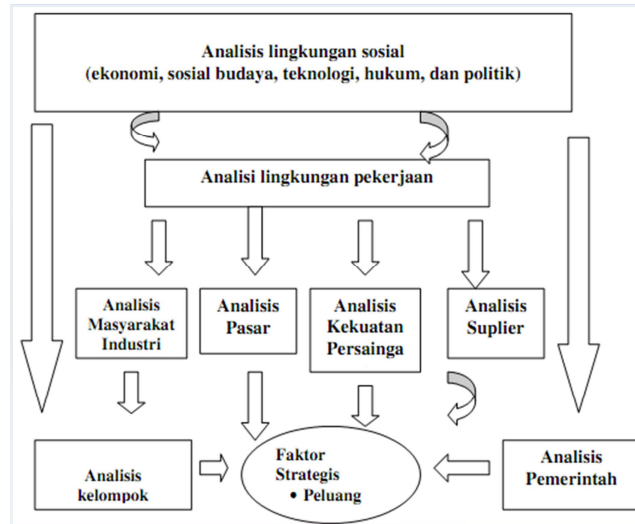 Analisis lingkungan sosial
(ekonomi, sosial budaya, teknologi, hukum, dan politik)
Analisi lingkungan pekerjaan
Analisis
Masyarakat
Industri
Analisis
Pasar
Analisis
Kekuatan
Persainga
Analisis
Suplier
Analisis
kelompok
Faktor
Strategis
• Peluang
Analisis
Pemerintah